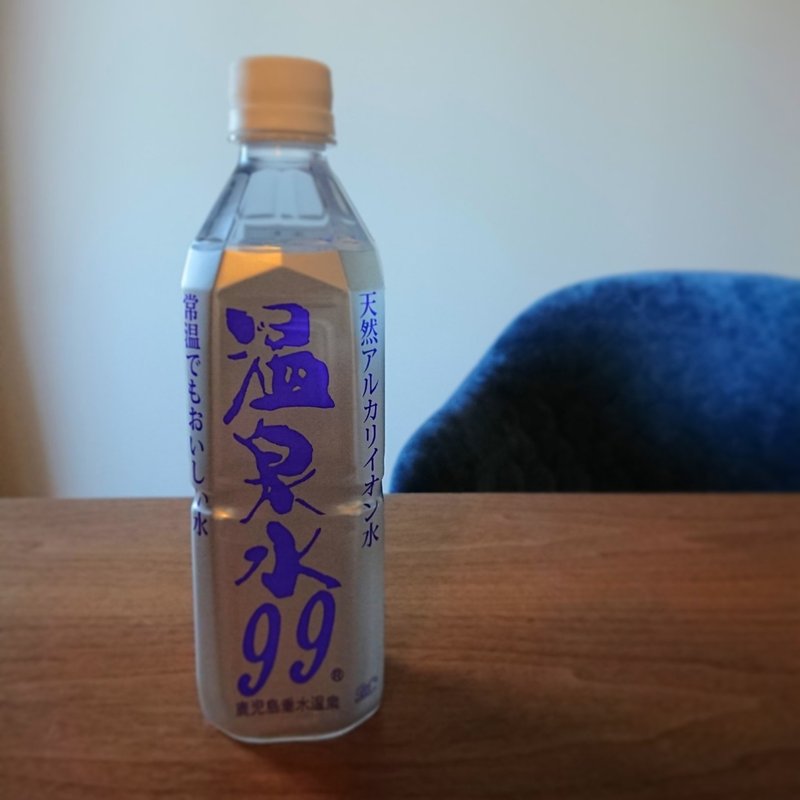 天然アルカリイオン水
温泉水
99®
常温でもおいしい水
鹿児島垂水温泉